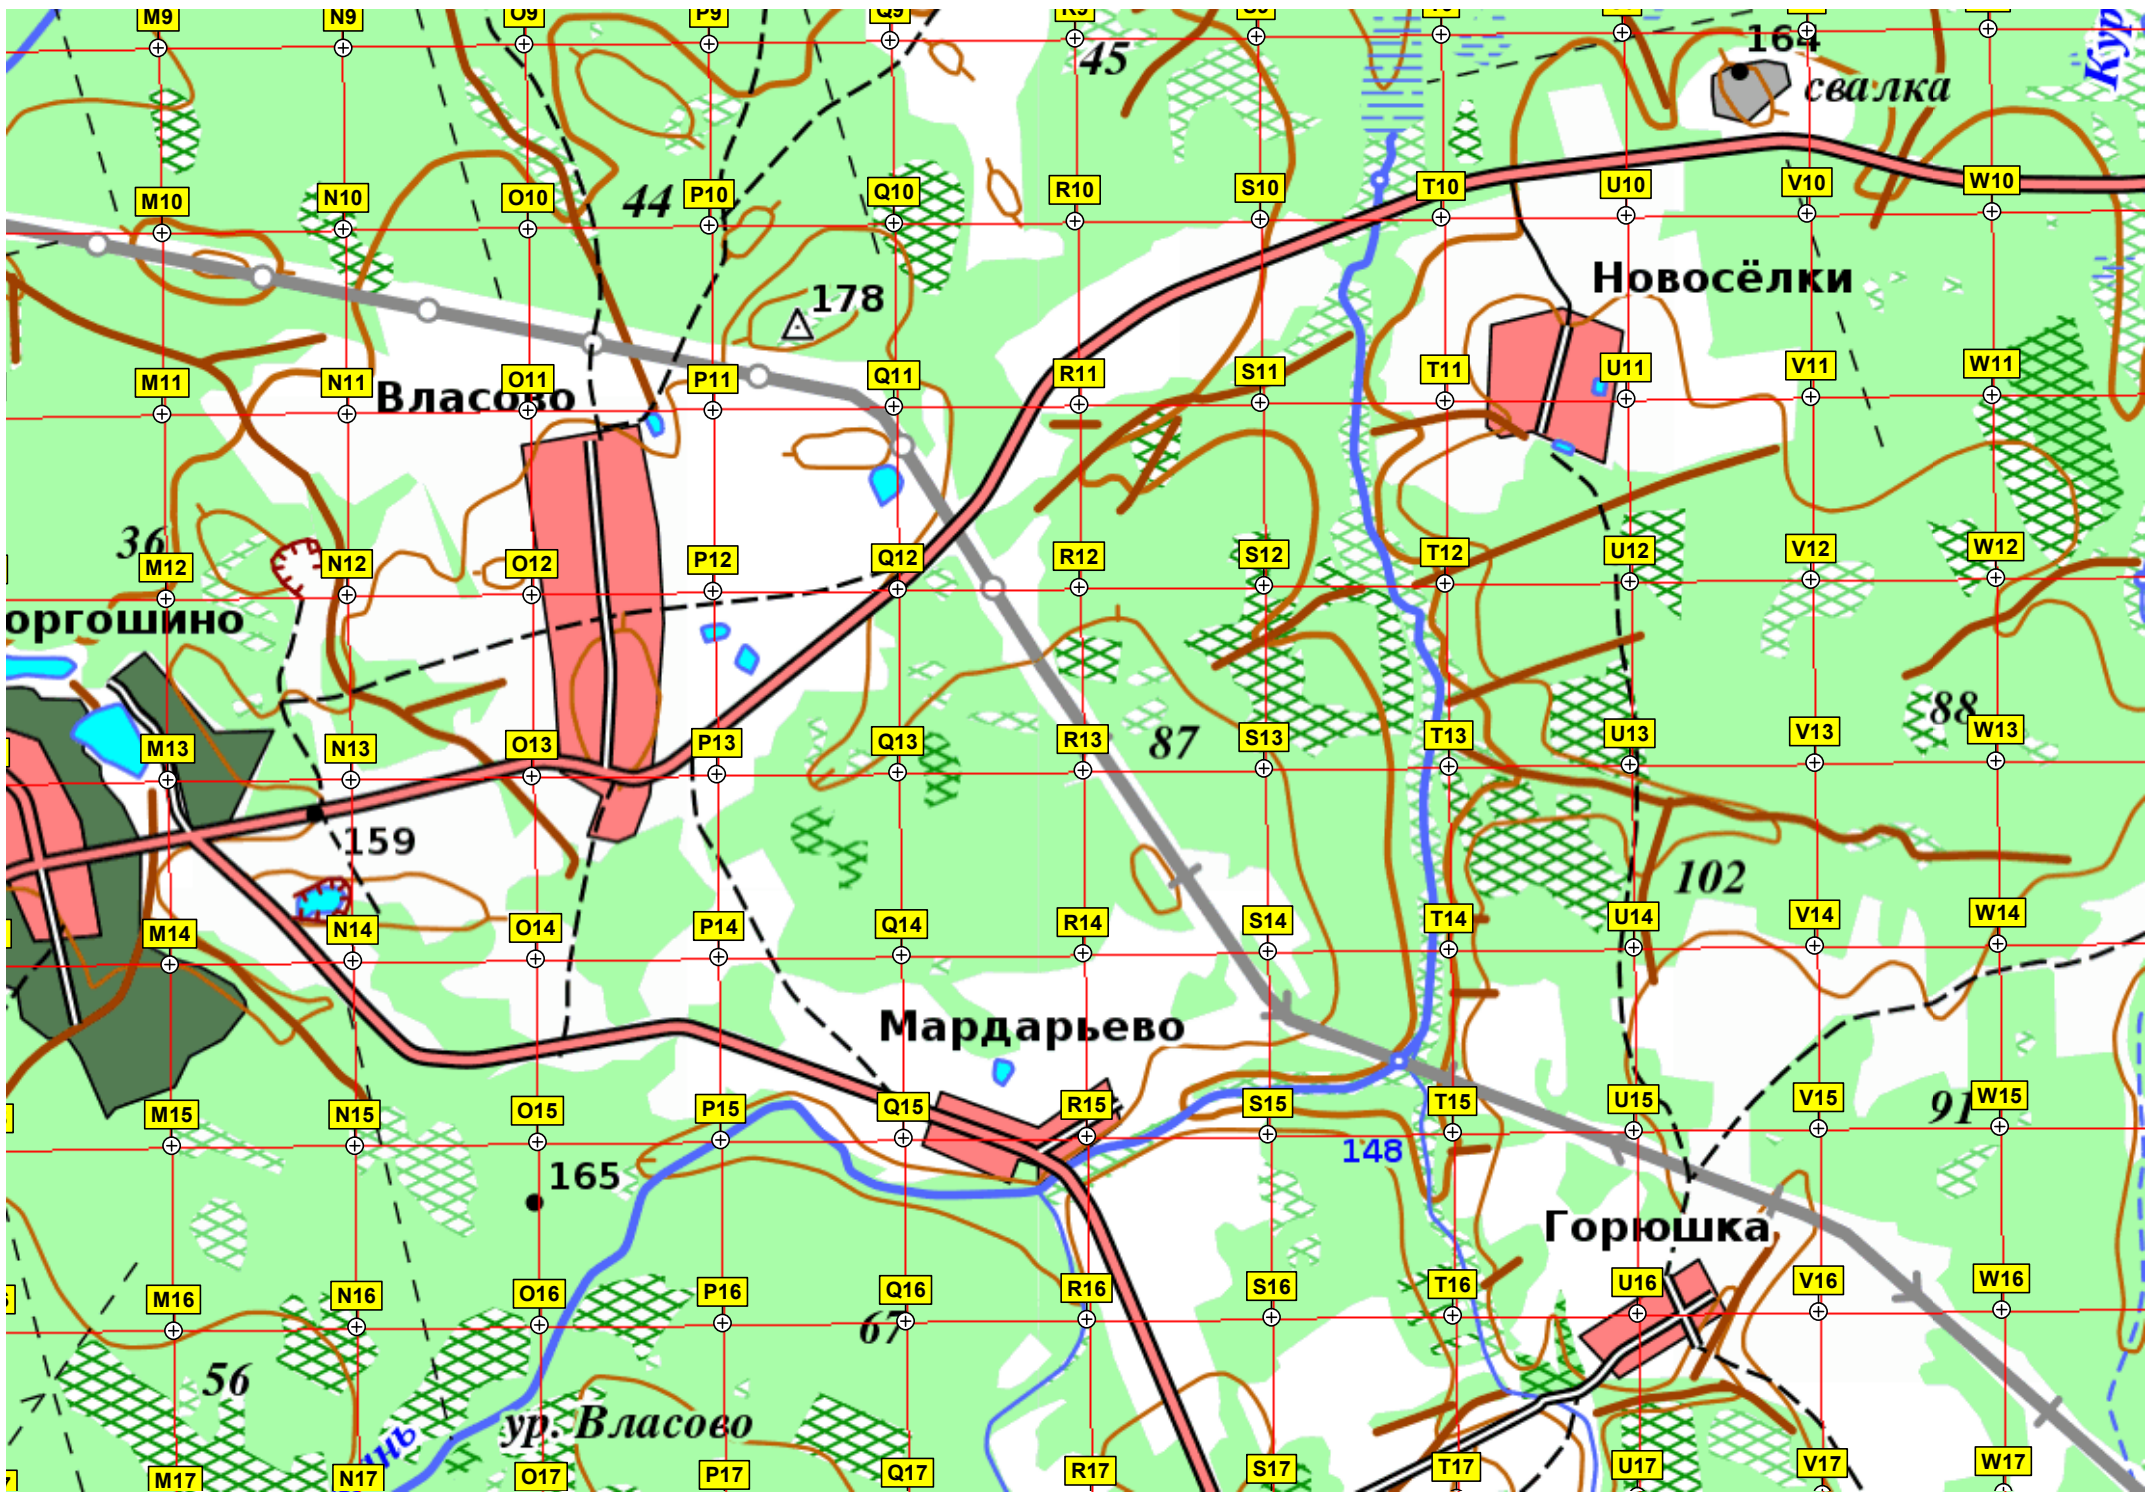 M9 N9 O9 P9 Q9 R9 S9
45
164
свалка
Кур
M10 N10 O10 P10 Q10 R10 S10 T10 U10 V10 W10
44
178
Новосёлки
M11 N11 O11 P11 Q11 R11 S11 T11 U11 V11 W11
Власово
36
M12 N12 O12 P12 Q12 R12 S12 T12 U12 V12 W12
оргошино
88
87
M13 N13 O13 P13 Q13 R13 S13 T13 U13 V13 W13
159
102
M14 N14 O14 P14 Q14 R14 S14 T14 U14 V14 W14
Мардарьево
M15 N15 O15 P15 Q15 R15 S15 T15 U15 V15 W15
91
148
165
Горюшка
M16 N16 O16 P16 Q16 R16 S16 T16 U16 V16 W16
67
56
ур. Власово
нь
M17 N17 O17 P17 Q17 R17 S17 T17 U17 V17 W17